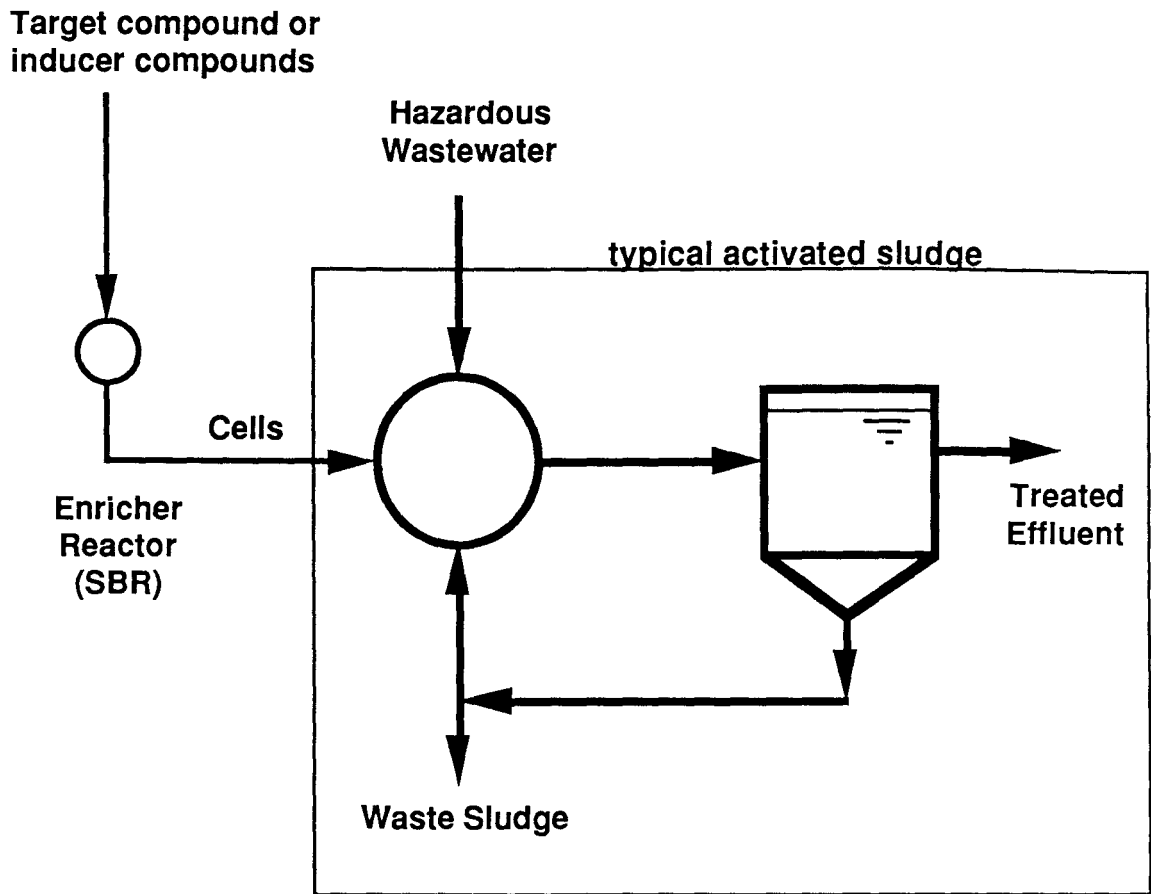 Target compound or
inducer compounds
Hazardous
Wastewater
typical activated sludge
Cells
Enricher
Reactor
(SBR)
Treated
Effluent
Waste Sludge